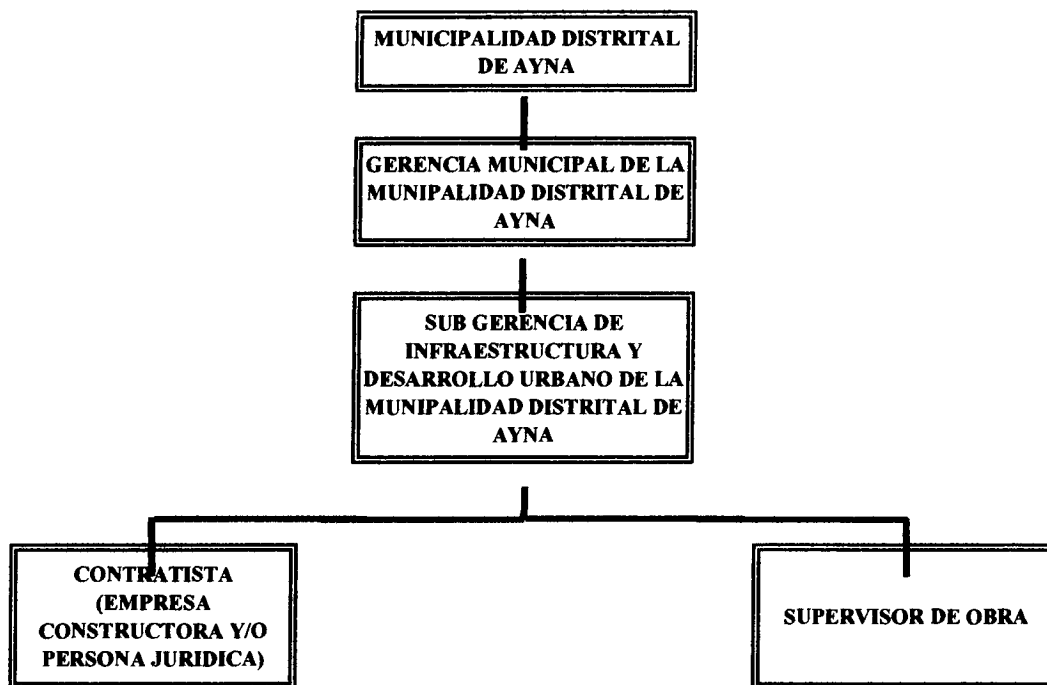 MUNICIPALIDAD DISTRITAL
DE AYNA
GERENCIA MUNICIPAL DE LA
MUNIPALIDAD DISTRITAL DE
AYNA
SUB GERENCIA DE
INFRAESTRUCTURA Y
DESARROLLO URBANO DE LA
MUNIPALIDAD DISTRITAL DE
AYNA
CONTRATISTA
(EMPRESA
CONSTRUCTORA Y/O
PERSONA JURIDICA)
SUPERVISOR DE OBRA